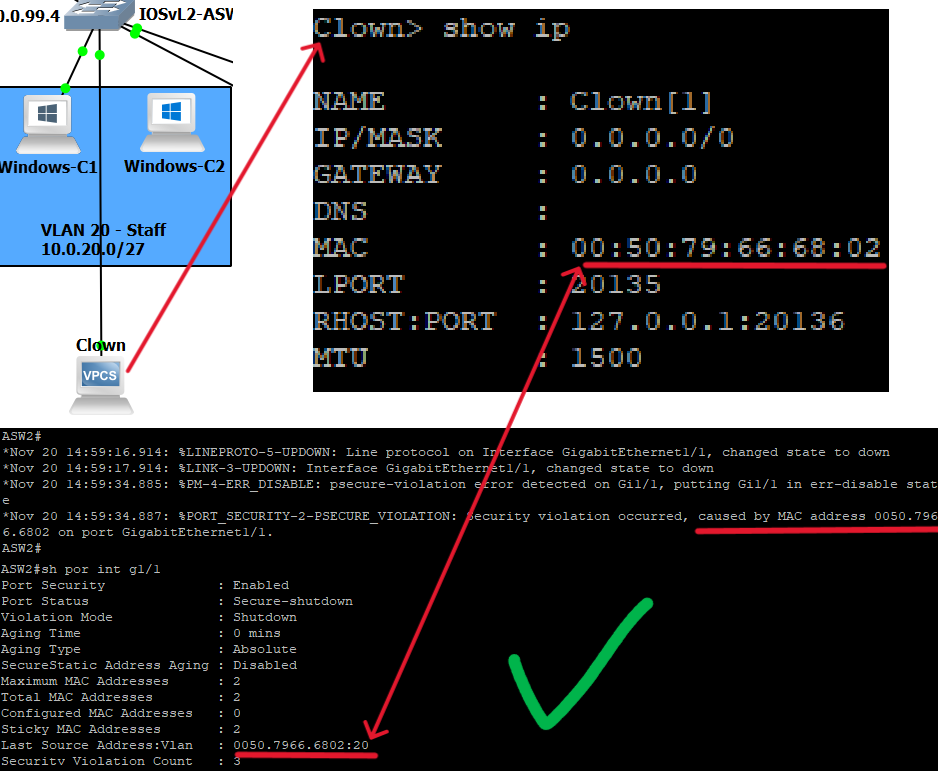 0.0.99.4
IOSvL2-ASW
Windows-C1
Windows-C2
VLAN 20 - Staff
10.0.20.0/27
Clown
VPCS
Clown> show ip
NAME : Clown[1]
IP/MASK : 0.0.0.0/0
GATEWAY : 0.0.0.0
DNS :
MAC : 00:50:79:66:68:02
LPORT : 20135
RHOST:PORT : 127.0.0.1:20136
MTU : 1500
ASW2#
*Nov 20 14:59:16.914: %LINEPROTO-5-UPDOWN: Line protocol on Interface GigabitEthernet1/1, changed state to down
*Nov 20 14:59:17.914: %LINK-3-UPDOWN: Interface GigabitEthernet1/1, changed state to down
*Nov 20 14:59:34.885: %PM-4-ERR_DISABLE: psecure-violation error detected on Gi1/1, putting Gi1/1 in err-disable stat
e
*Nov 20 14:59:34.887: %PORT_SECURITY-2-PSECURE_VIOLATION: Security violation occurred, caused by MAC address 0050.796
6.6802 on port GigabitEthernet1/1.
ASW2#
ASW2#sh por int g1/1
Port Security : Enabled
Port Status : Secure-shutdown
Violation Mode : Shutdown
Aging Time : 0 mins
Aging Type : Absolute
SecureStatic Address Aging : Disabled
Maximum MAC Addresses : 2
Total MAC Addresses : 2
Configured MAC Addresses : 0
Sticky MAC Addresses : 2
Last Source Address:Vlan : 0050.7966.6802:20
Security Violation Count : 3